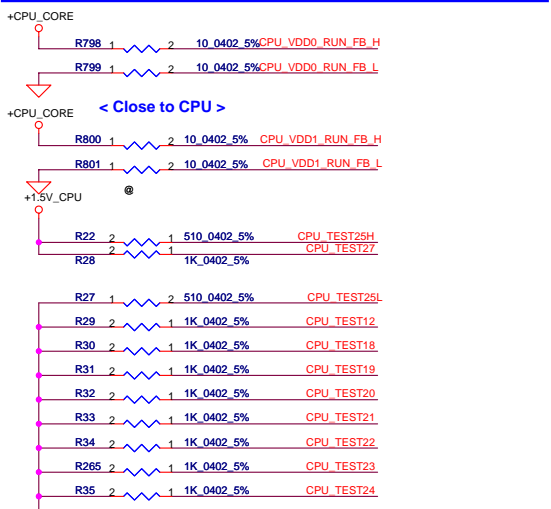 +CPU_CORE
R798 1 2 10_0402_5% CPU_VDD0_RUN_FB_H
R799 1 2 10_0402_5% CPU_VDD0_RUN_FB_L
< Close to CPU >
+CPU_CORE
R800 1 2 10_0402_5% CPU_VDD1_RUN_FB_H
R801 1 2 10_0402_5% CPU_VDD1_RUN_FB_L
@
+1.5V_CPU
R22 2 1 510_0402_5% CPU_TEST25H
2 1 CPU_TEST27
R28 1K_0402_5%
R27 1 2 510_0402_5% CPU_TEST25L
R29 2 1 1K_0402_5% CPU_TEST12
R30 2 1 1K_0402_5% CPU_TEST18
R31 2 1 1K_0402_5% CPU_TEST19
R32 2 1 1K_0402_5% CPU_TEST20
R33 2 1 1K_0402_5% CPU_TEST21
R34 2 1 1K_0402_5% CPU_TEST22
R265 2 1 1K_0402_5% CPU_TEST23
R35 2 1 1K_0402_5% CPU_TEST24